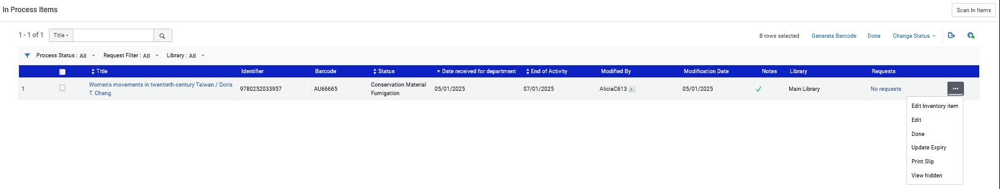 In Process Items
Scan In Items
1 - 1 of 1 Title
0 rows selected Generate Barcode Done Change Status
Process Status : All Request Filter : All Library : All
Title Identifier Barcode Status Date received for department End of Activity Modified By Modification Date Notes Library Requests
1 Women's movements in twentieth-century Taiwan / Doris T. Chang. 9780252033957 AU66665 Conservation Material Fumigation 05/01/2025 07/01/2025 AliciaC613 05/01/2025 Main Library No requests
Edit Inventory item
Edit
Done
Update Expiry
Print Slip
View hidden